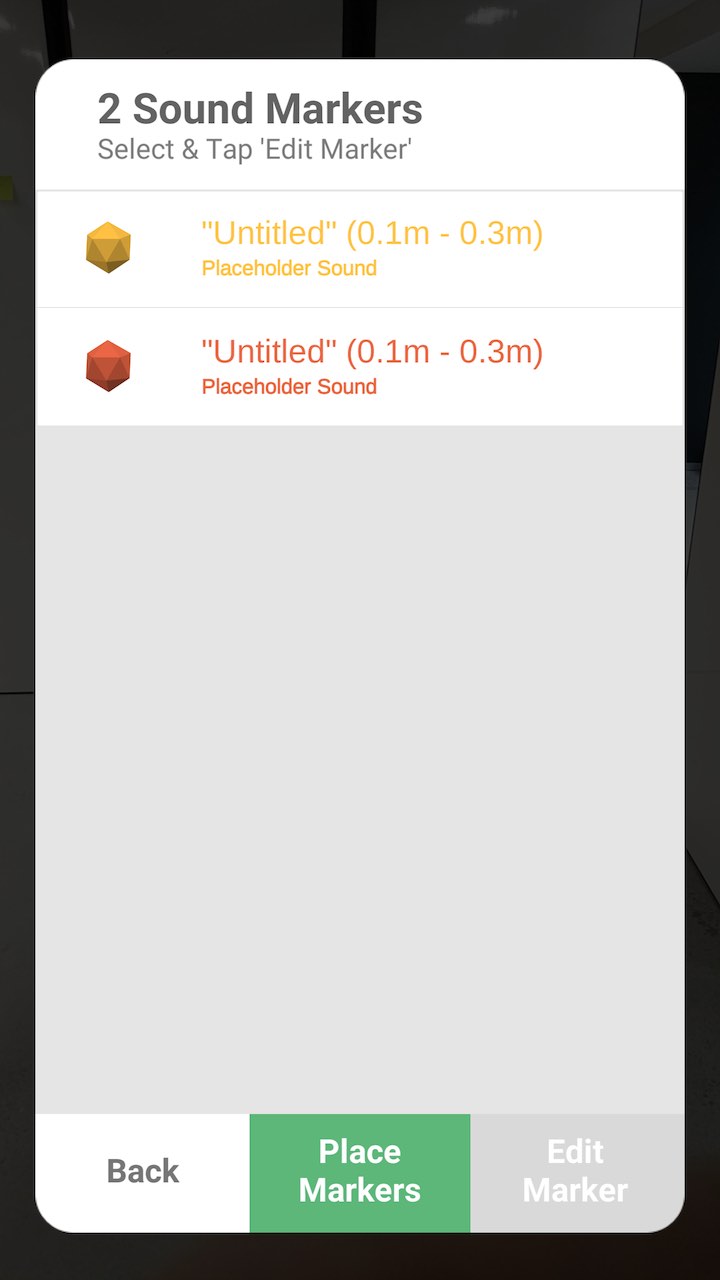 2 Sound Markers
Select & Tap 'Edit Marker'
"Untitled" (0.1m - 0.3m)
Placeholder Sound
"Untitled" (0.1m - 0.3m)
Placeholder Sound
Back
Place
Markers
Edit
Marker